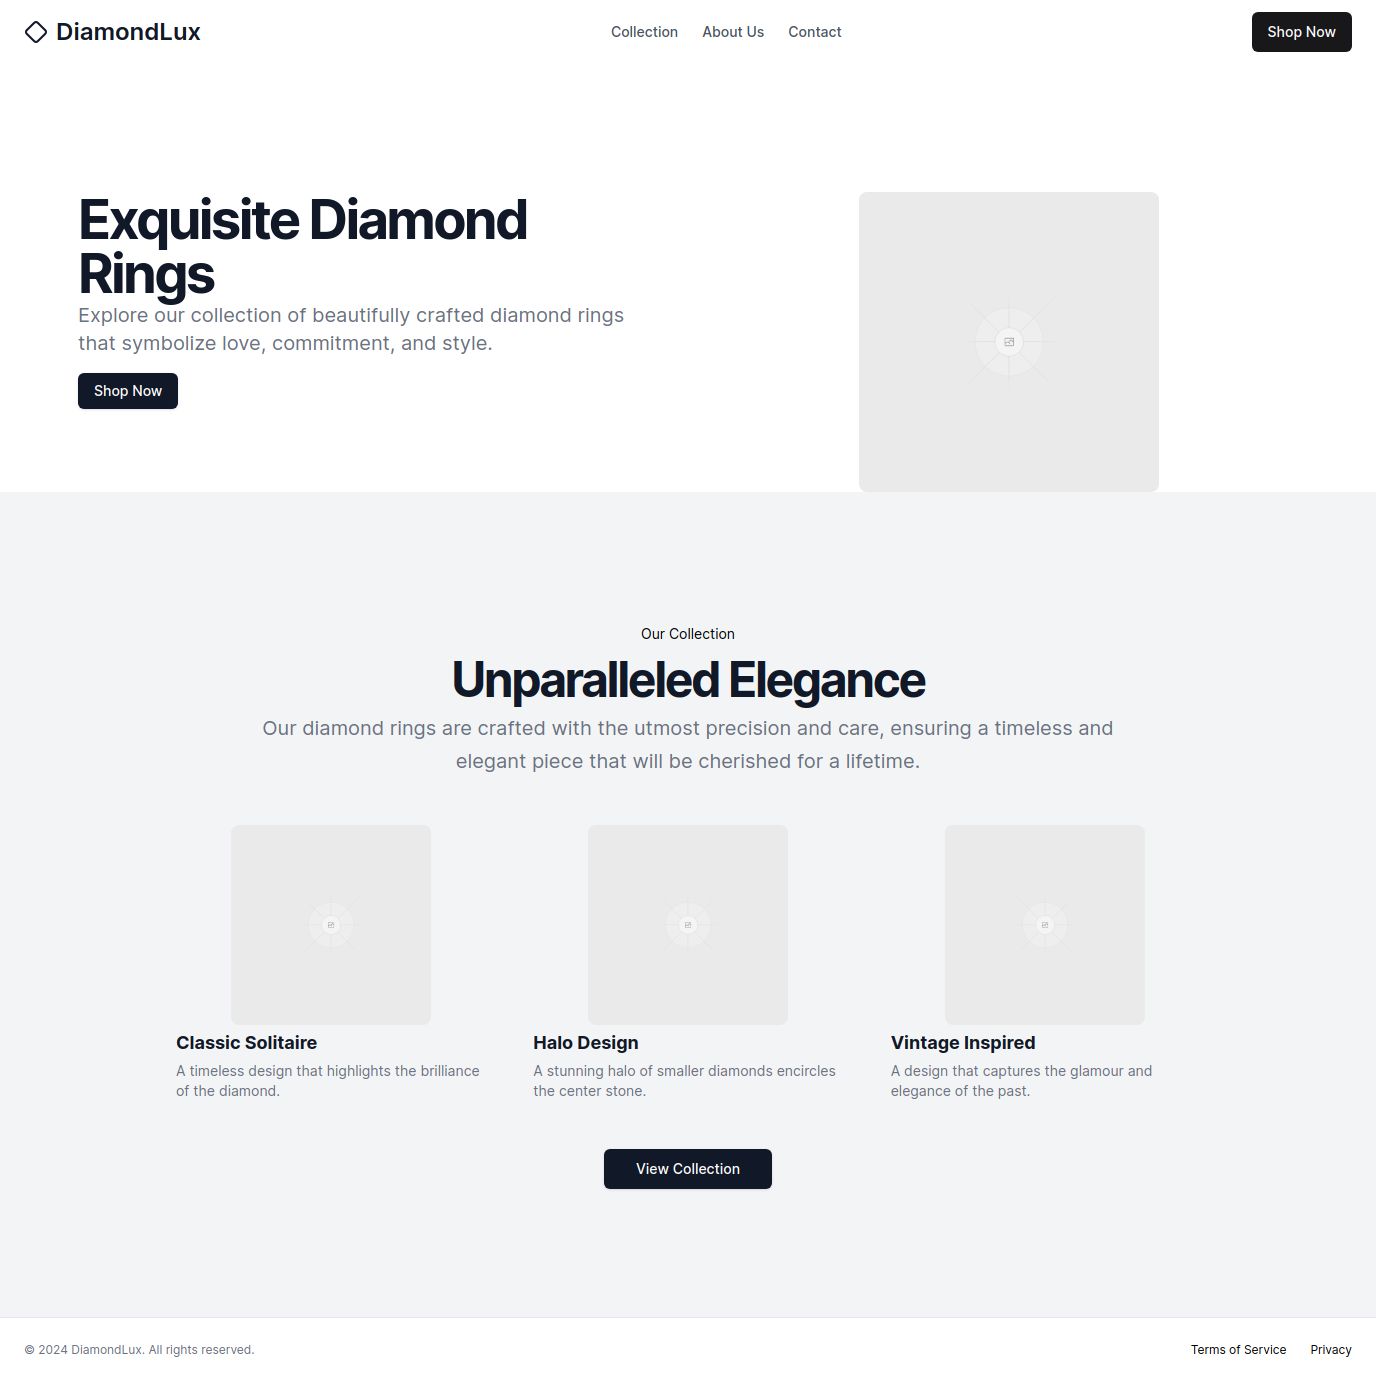 DiamondLux
Collection
About Us
Contact
Shop Now
Exquisite Diamond
Rings
Explore our collection of beautifully crafted diamond rings
that symbolize love, commitment, and style.
Shop Now
Our Collection
Unparalleled Elegance
Our diamond rings are crafted with the utmost precision and care, ensuring a timeless and
elegant piece that will be cherished for a lifetime.
Classic Solitaire
A timeless design that highlights the brilliance
of the diamond.
Halo Design
A stunning halo of smaller diamonds encircles
the center stone.
Vintage Inspired
A design that captures the glamour and
elegance of the past.
View Collection
© 2024 DiamondLux. All rights reserved.
Terms of Service
Privacy